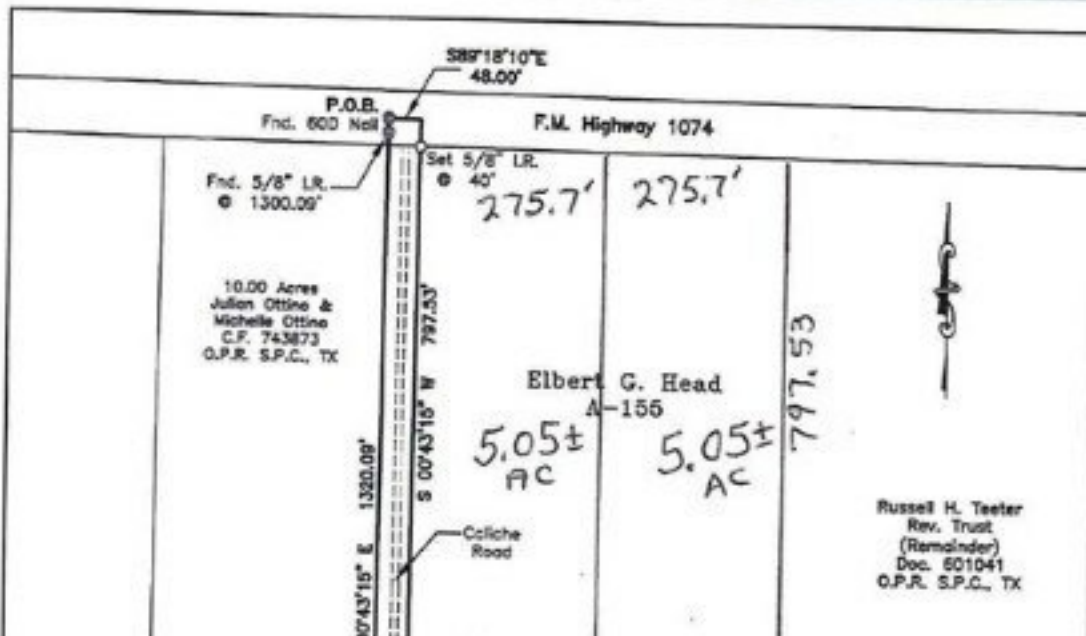 S89°18'10"E
48.00'
P.O.B.
Fnd. 60D Nail
F.M. Highway 1074
Fnd. 5/8" I.R.
@ 1300.09'
Set 5/8" I.R.
@ 40'
275.7'
275.7'
10.00 Acres
Julian Ottino &
Michelle Ottino
C.F. 743873
O.P.R. S.P.C., TX
S 00°43'15" W 797.53'
797.53
Elbert G. Head
A-155
5.05±
AC
5.05±
AC
0°43'15" E 1320.09'
Caliche
Road
Russell H. Teeter
Rev. Trust
(Remainder)
Doc. 601041
O.P.R. S.P.C., TX